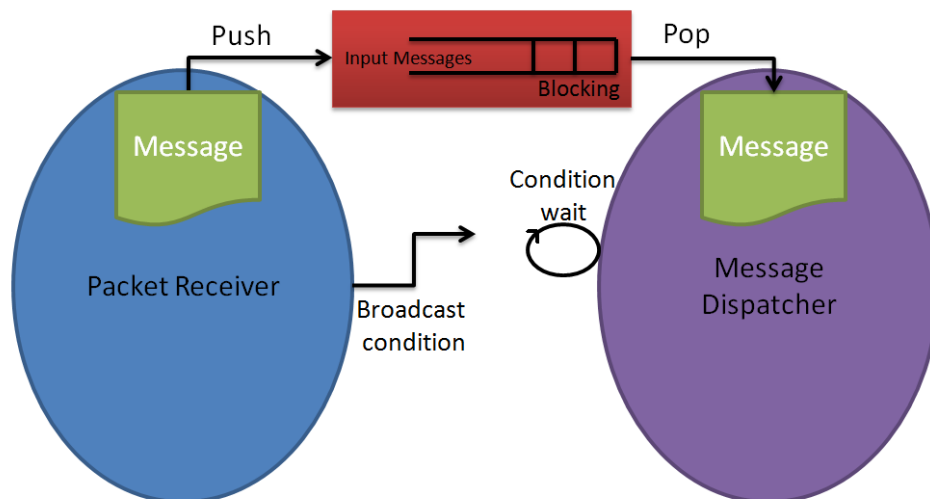 Push
Pop
Input Messages
Blocking
Message
Message
Condition
wait
Packet Receiver
Message
Dispatcher
Broadcast
condition